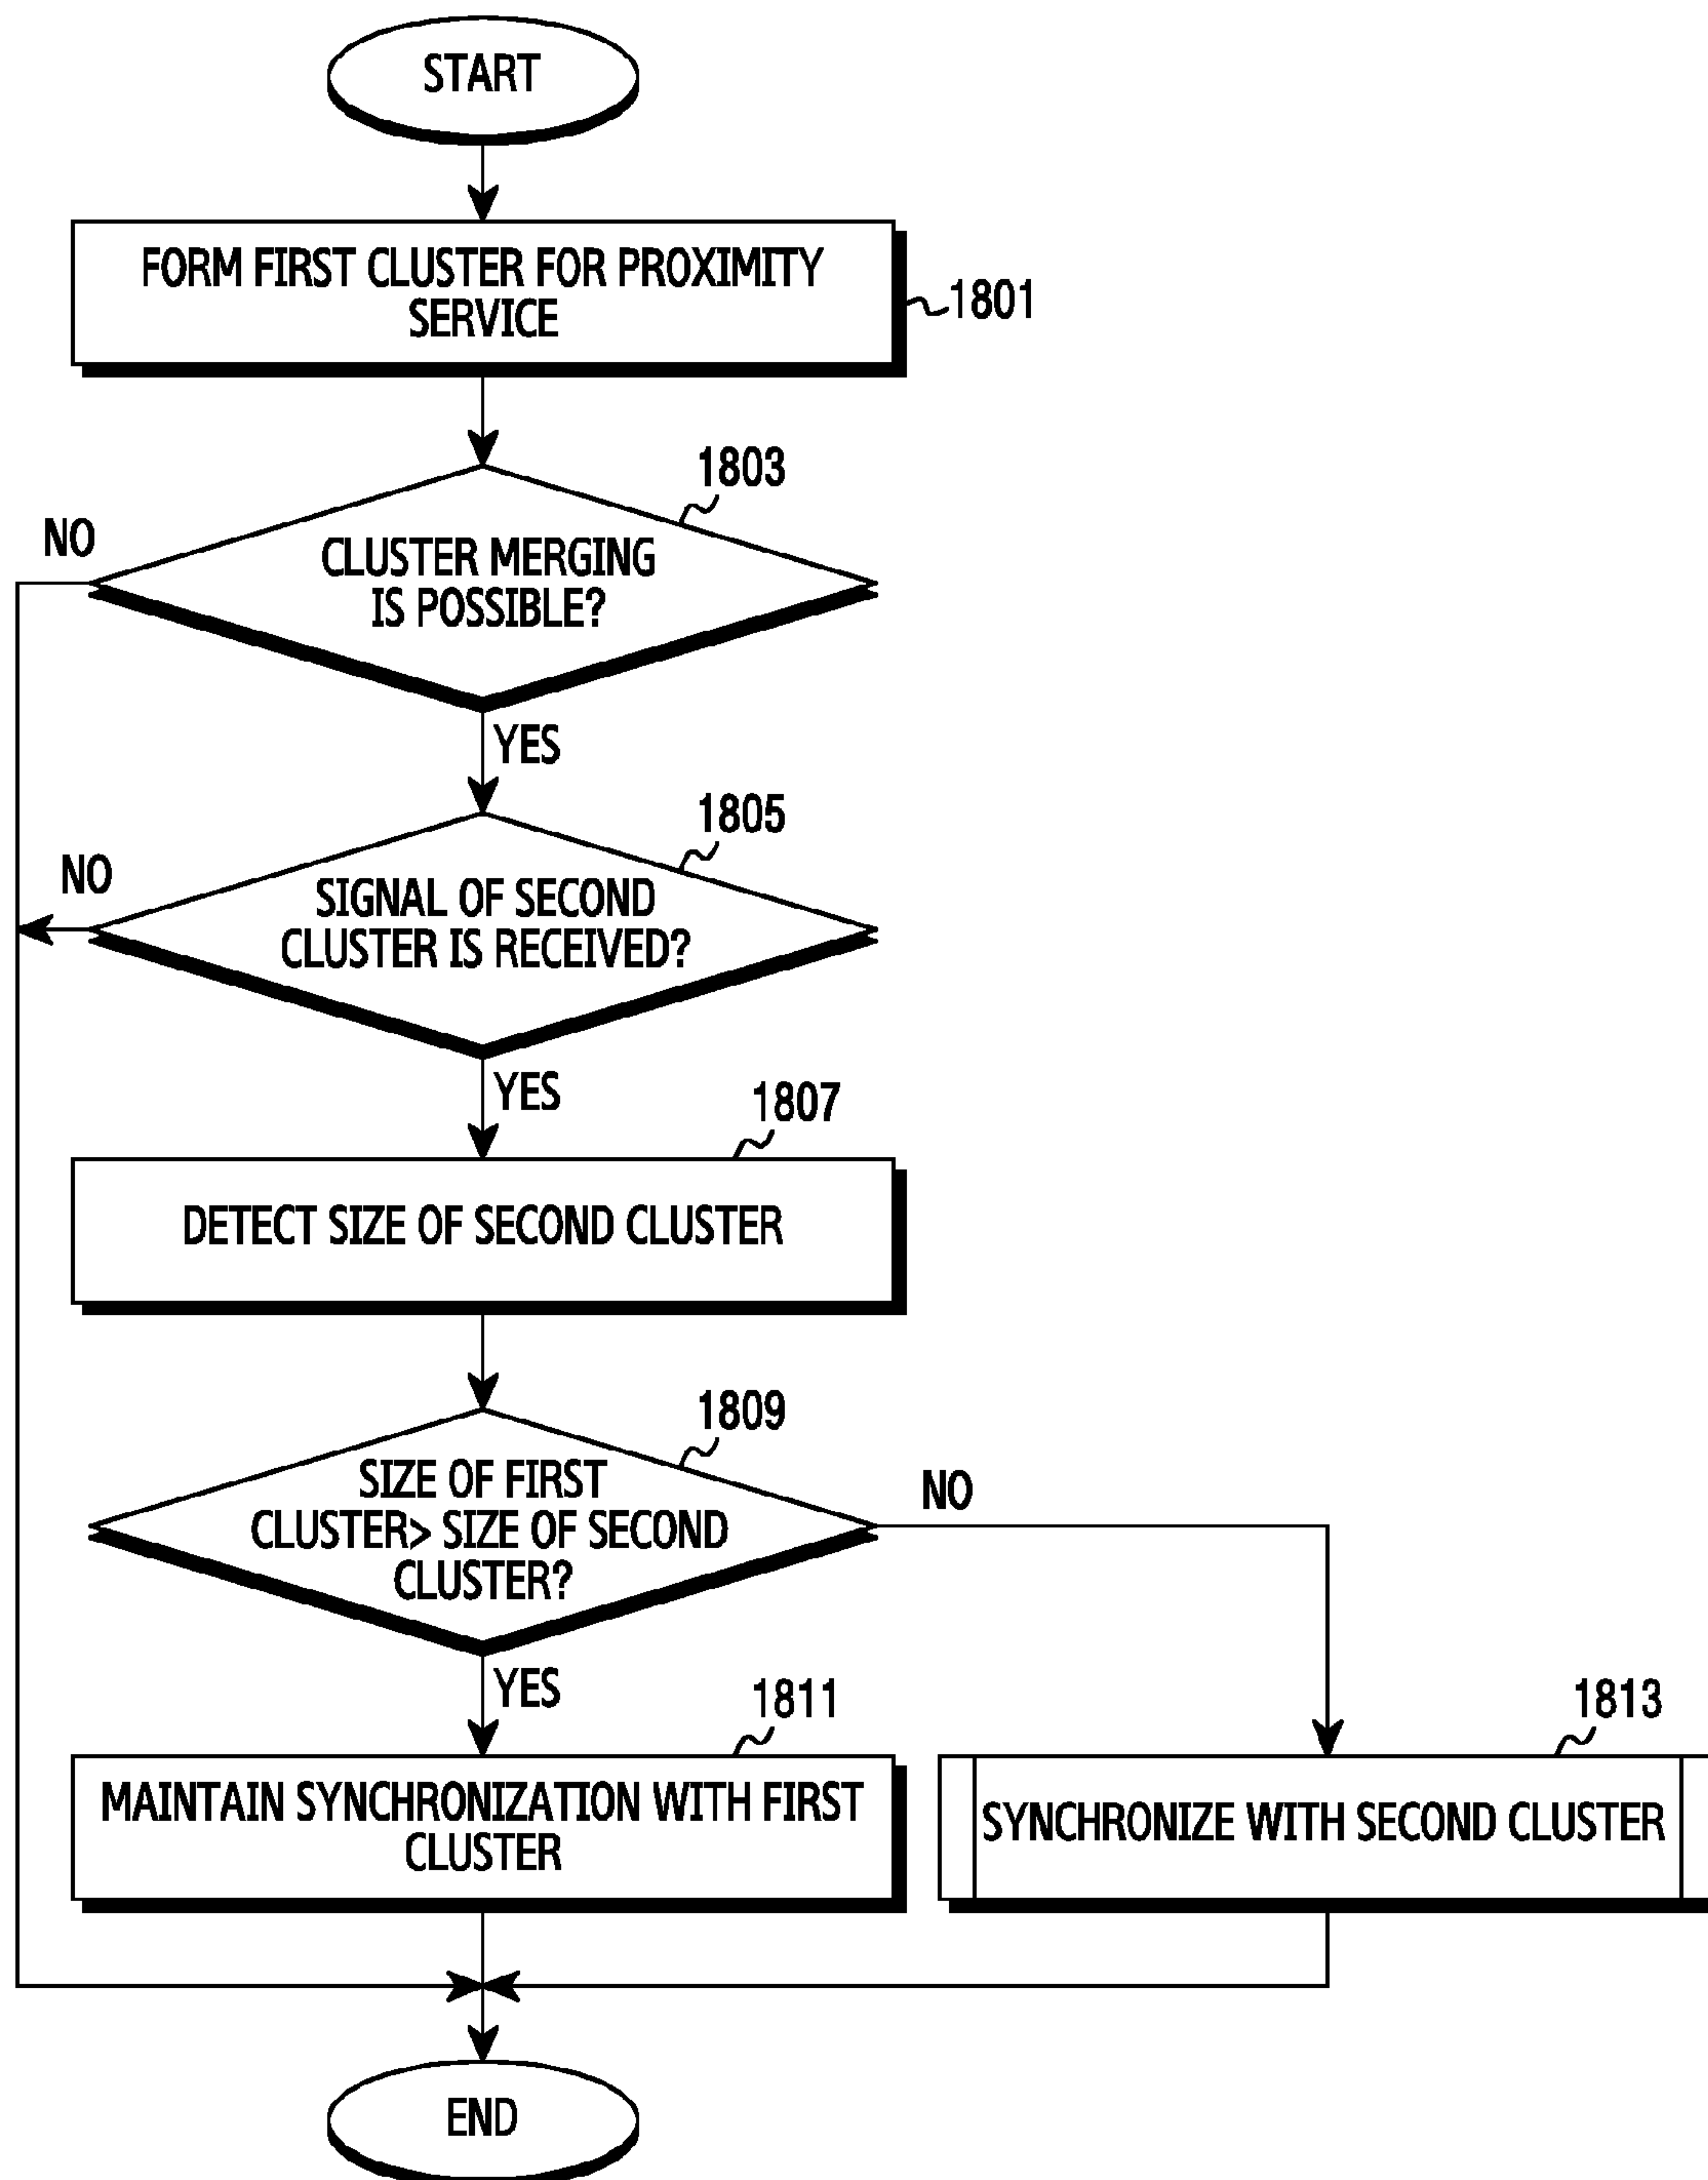 START
FORM FIRST CLUSTER FOR PROXIMITY
SERVICE
1801
1803
NO
CLUSTER MERGING
IS POSSIBLE?
YES
1805
NO
SIGNAL OF SECOND
CLUSTER IS RECEIVED?
YES
1807
DETECT SIZE OF SECOND CLUSTER
1809
SIZE OF FIRST
CLUSTER> SIZE OF SECOND
CLUSTER?
NO
YES
1811
MAINTAIN SYNCHRONIZATION WITH FIRST
CLUSTER
1813
SYNCHRONIZE WITH SECOND CLUSTER
END